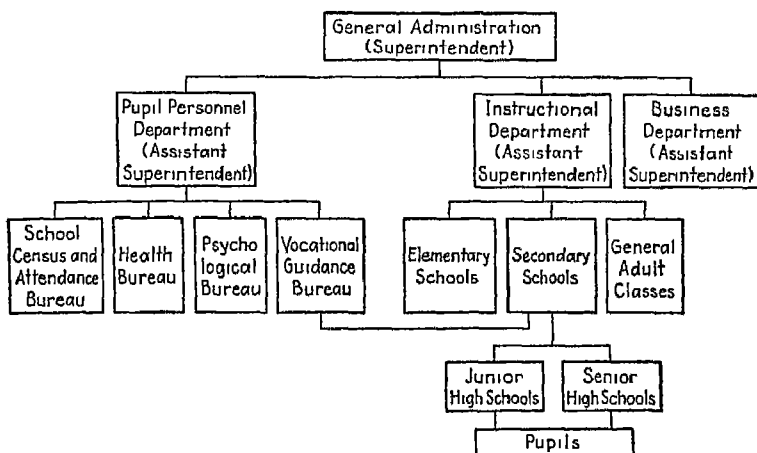 General Administration
(Superintendent)
Pupil Personnel
Department
(Assistant
Superintendent)
Instructional
Department
(Assistant
Superintendent)
Business
Department
(Assistant
Superintendent)
School
Census and
Attendance
Bureau
Health
Bureau
Psycho
logical
Bureau
Vocational
Guidance
Bureau
Elementary
Schools
Secondary
Schools
General
Adult
Classes
Junior
High Schools
Senior
High Schools
Pupils